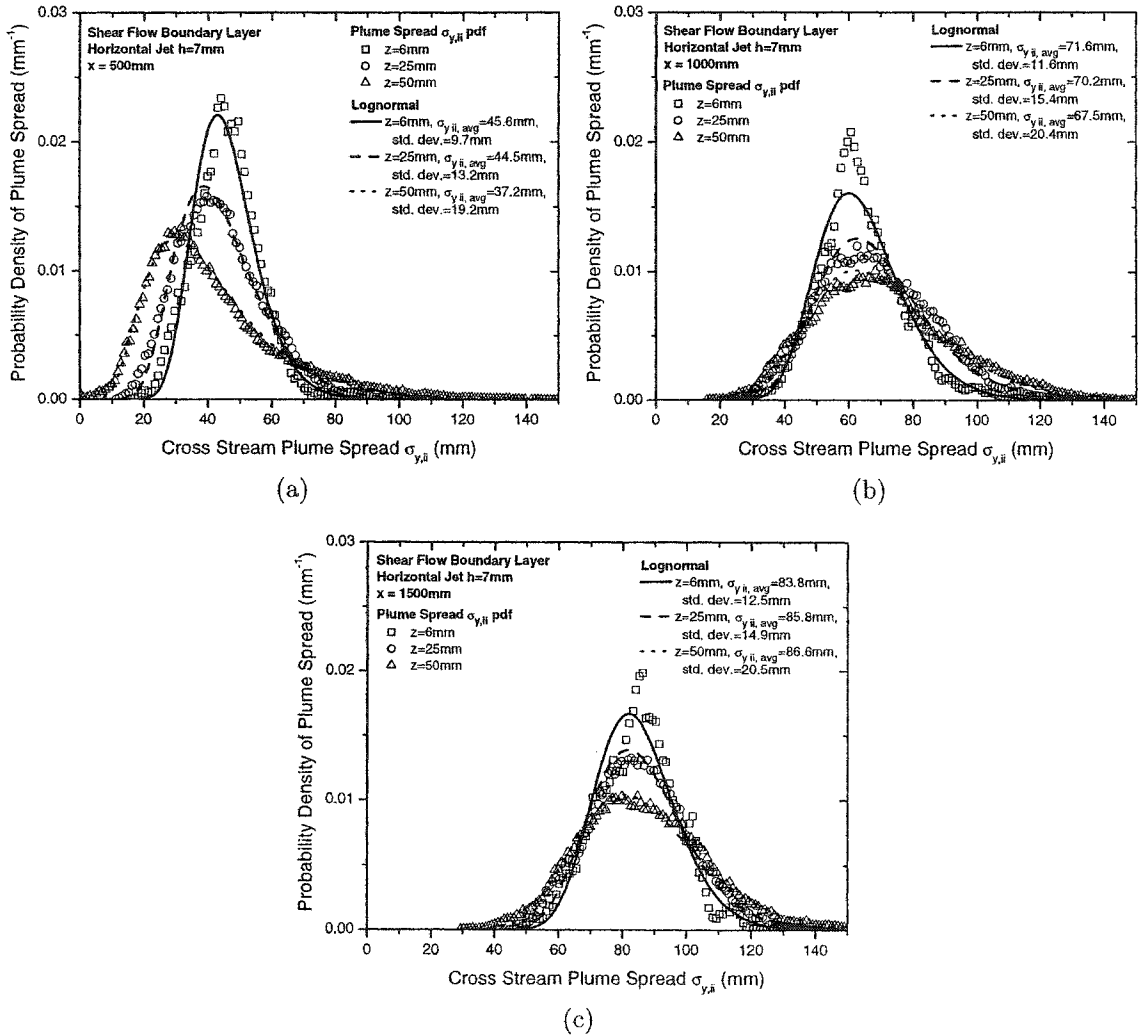 Shear Flow Boundary Layer
Horizontal Jet h=7mm
x = 500mm
Plume Spread σy,ii pdf
z=6mm
z=25mm
z=50mm
Lognormal
z=6mm, σy ii, avg=45.6mm,
std. dev.=9.7mm
z=25mm, σy ii, avg=44.5mm,
std. dev.=13.2mm
z=50mm, σy ii, avg=37.2mm,
std. dev.=19.2mm
Probability Density of Plume Spread (mm-1)
0.03
0.02
0.01
0.00
0 20 40 60 80 100 120 140
Cross Stream Plume Spread σy,ii (mm)
(a)
Shear Flow Boundary Layer
Horizontal Jet h=7mm
x = 1000mm
Plume Spread σy,ii pdf
z=6mm
z=25mm
z=50mm
Lognormal
z=6mm, σy ii, avg=71.6mm,
std. dev.=11.6mm
z=25mm, σy ii, avg=70.2mm,
std. dev.=15.4mm
z=50mm, σy ii, avg=67.5mm,
std. dev.=20.4mm
Probability Density of Plume Spread (mm-1)
0.03
0.02
0.01
0.00
0 20 40 60 80 100 120 140
Cross Stream Plume Spread σy,ii (mm)
(b)
Shear Flow Boundary Layer
Horizontal Jet h=7mm
x = 1500mm
Plume Spread σy,ii pdf
z=6mm
z=25mm
z=50mm
Lognormal
z=6mm, σy ii, avg=83.8mm,
std. dev.=12.5mm
z=25mm, σy ii, avg=85.8mm,
std. dev.=14.9mm
z=50mm, σy ii, avg=86.6mm,
std. dev.=20.5mm
Probability Density of Plume Spread (mm-1)
0.03
0.02
0.01
0.00
0 20 40 60 80 100 120 140
Cross Stream Plume Spread σy,ii (mm)
(c)